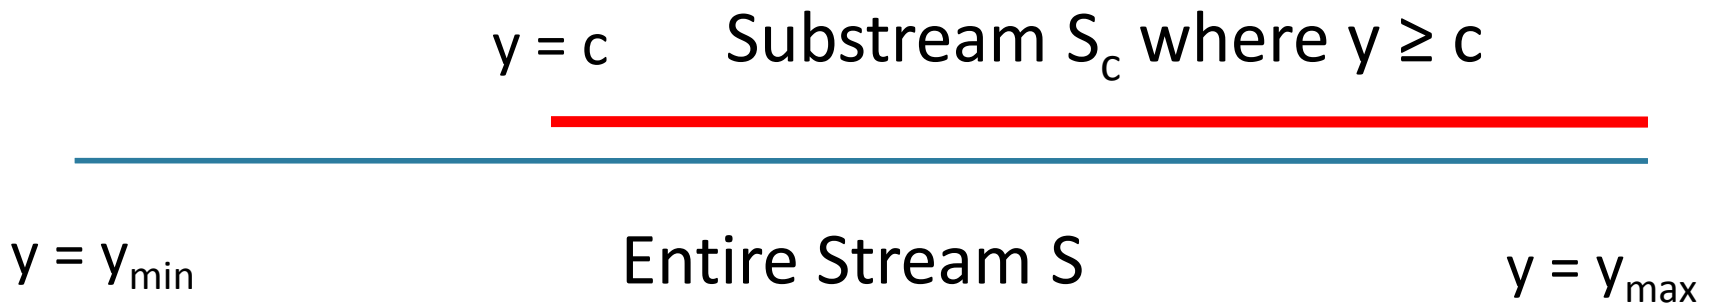 y = c Substream S_c where y ≥ c
y = y_min Entire Stream S y = y_max